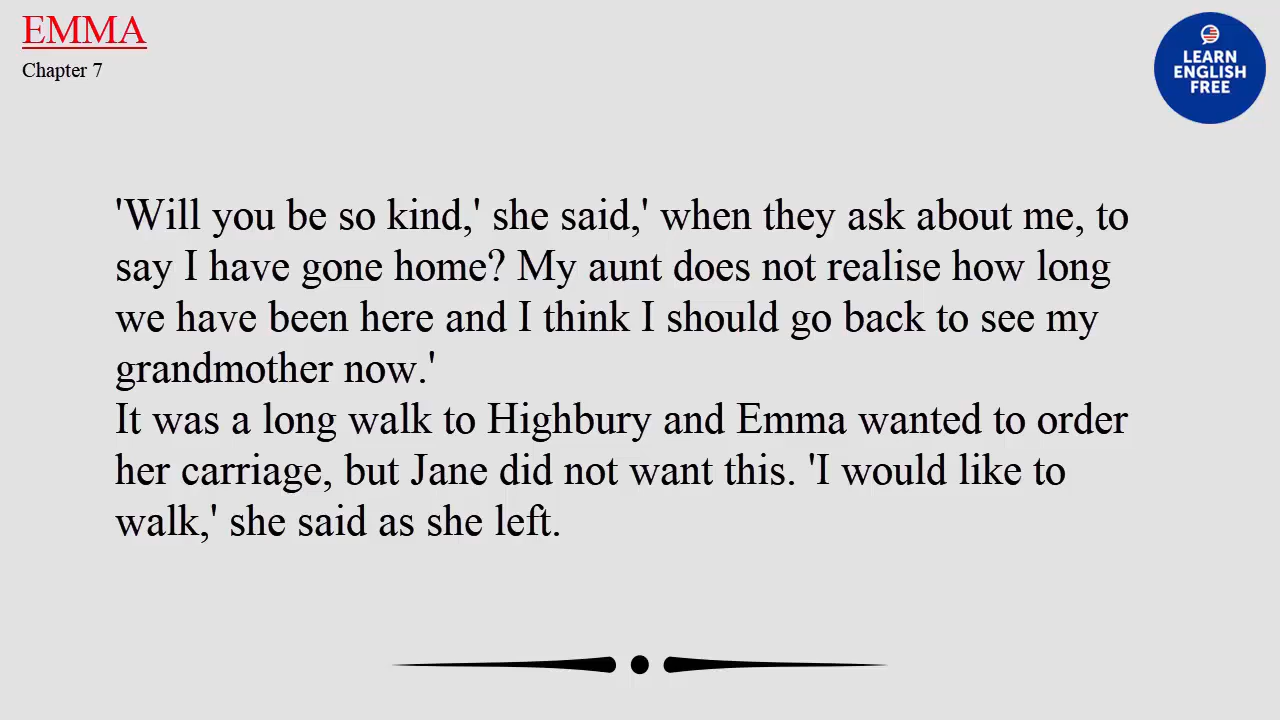 EMMA
Chapter 7
LEARN
ENGLISH
FREE
'Will you be so kind,' she said,' when they ask about me, to
say I have gone home? My aunt does not realise how long
we have been here and I think I should go back to see my
grandmother now.'
It was a long walk to Highbury and Emma wanted to order
her carriage, but Jane did not want this. 'I would like to
walk,' she said as she left.